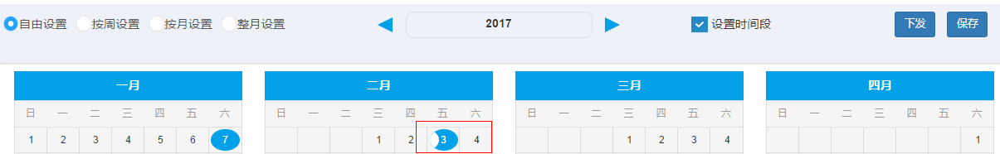 自由设置 按周设置 按月设置 整月设置 2017 设置时间段 下发 保存
一月 二月 三月 四月
日 一 二 三 四 五 六 日 一 二 三 四 五 六 日 一 二 三 四 五 六 日 一 二 三 四 五 六
1 2 3 4 5 6 7 1 2 3 4 1 2 3 4 1